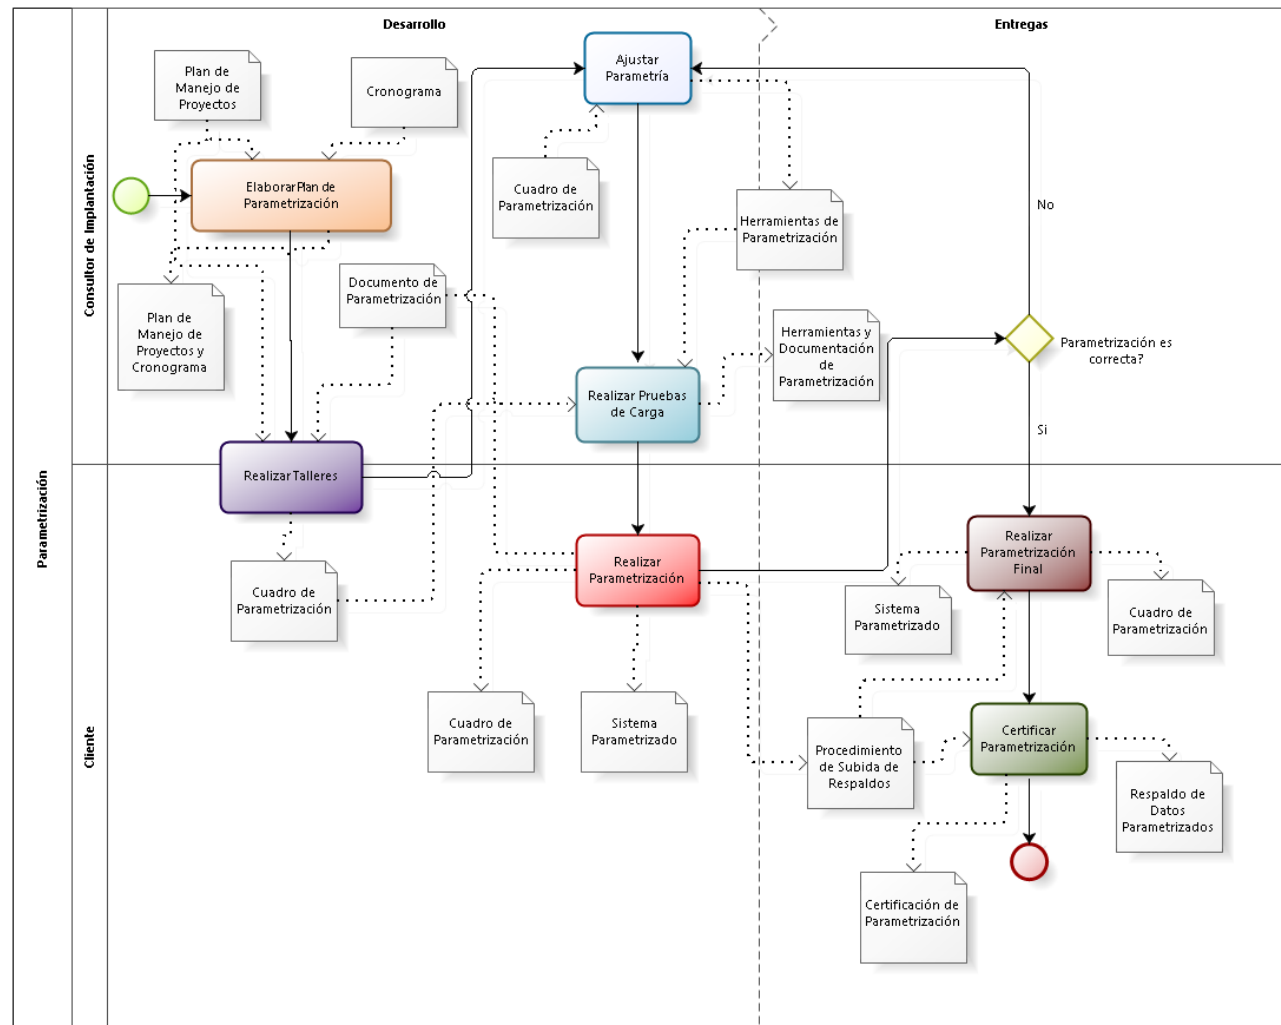 Desarrollo
Entregas
Parametrización
Consultor de Implantación
Cliente
Plan de
Manejo de
Proyectos
Cronograma
Ajustar
Parametría
Elaborar Plan de
Parametrización
Cuadro de
Parametrización
Herramientas de
Parametrización
No
Documento de
Parametrización
Plan de
Manejo de
Proyectos y
Cronograma
Herramientas y
Documentación
de
Parametrización
Parametrización es
correcta?
Realizar Pruebas
de Carga
Si
Realizar Talleres
Realizar
Parametrización
Realizar
Parametrización
Final
Cuadro de
Parametrización
Sistema
Parametrizado
Cuadro de
Parametrización
Cuadro de
Parametrización
Sistema
Parametrizado
Procedimiento
de Subida de
Respaldos
Certificar
Parametrización
Respaldo de
Datos
Parametrizados
Certificación de
Parametrización